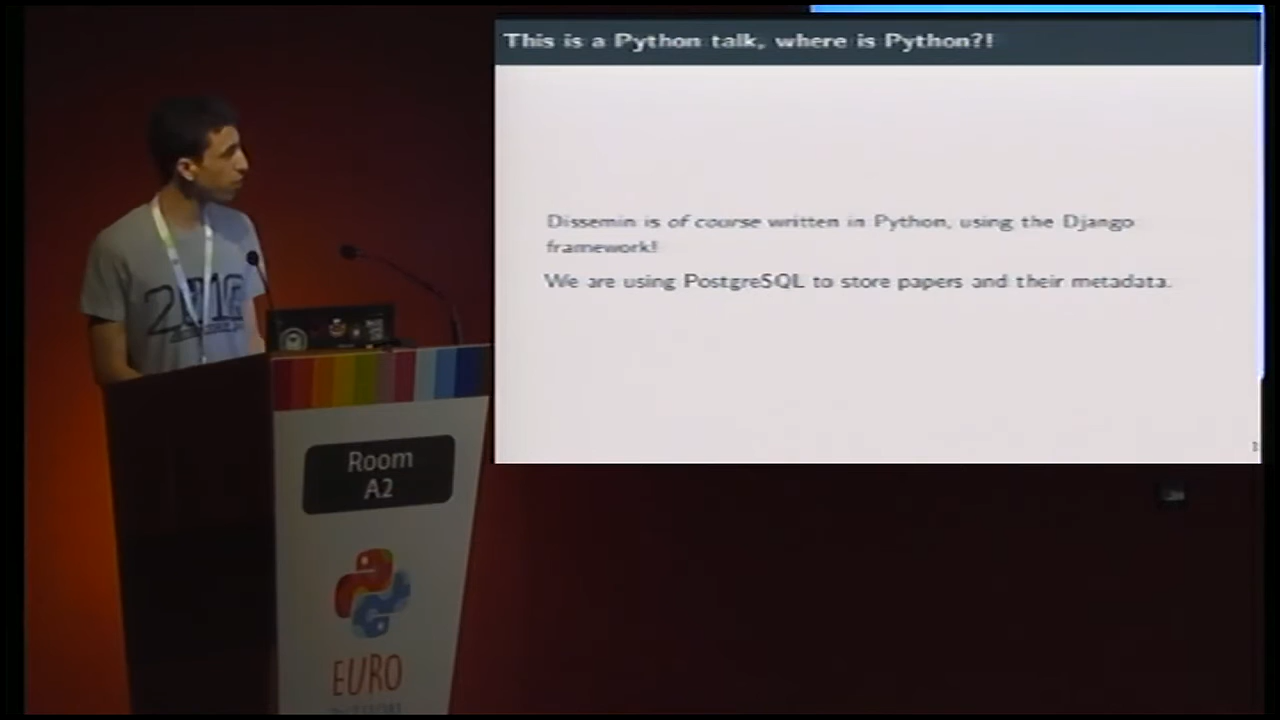 This is a Python talk, where is Python?!
Dissemin is of course written in Python, using the Django
framework!
We are using PostgreSQL to store papers and their metadata.
Room
A2
EURO